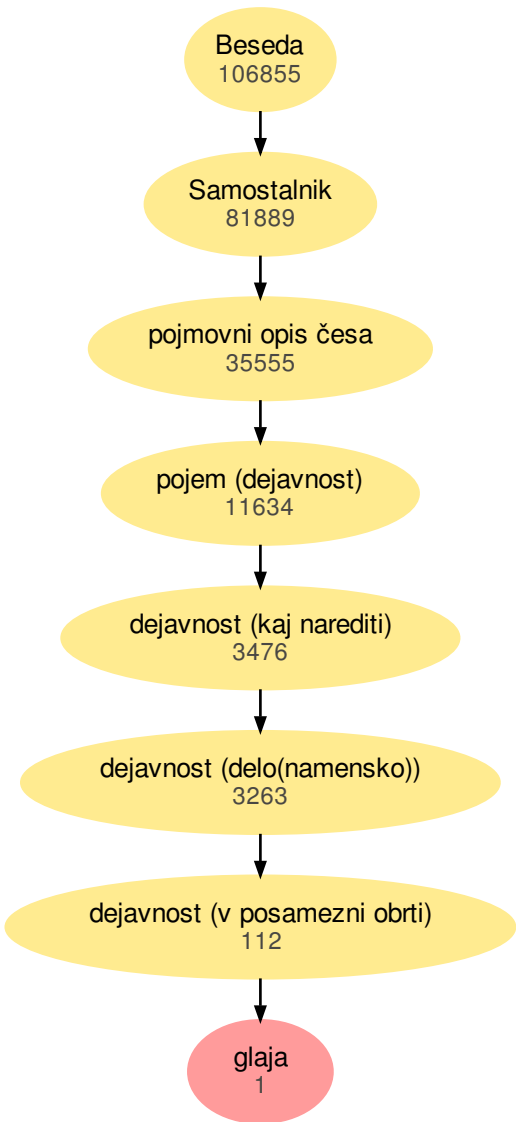 Beseda
106855
Samostalnik
81889
pojmovni opis česa
35555
pojem (dejavnost)
11634
dejavnost (kaj narediti)
3476
dejavnost (delo(namensko))
3263
dejavnost (v posamezni obrti)
112
glaja
1